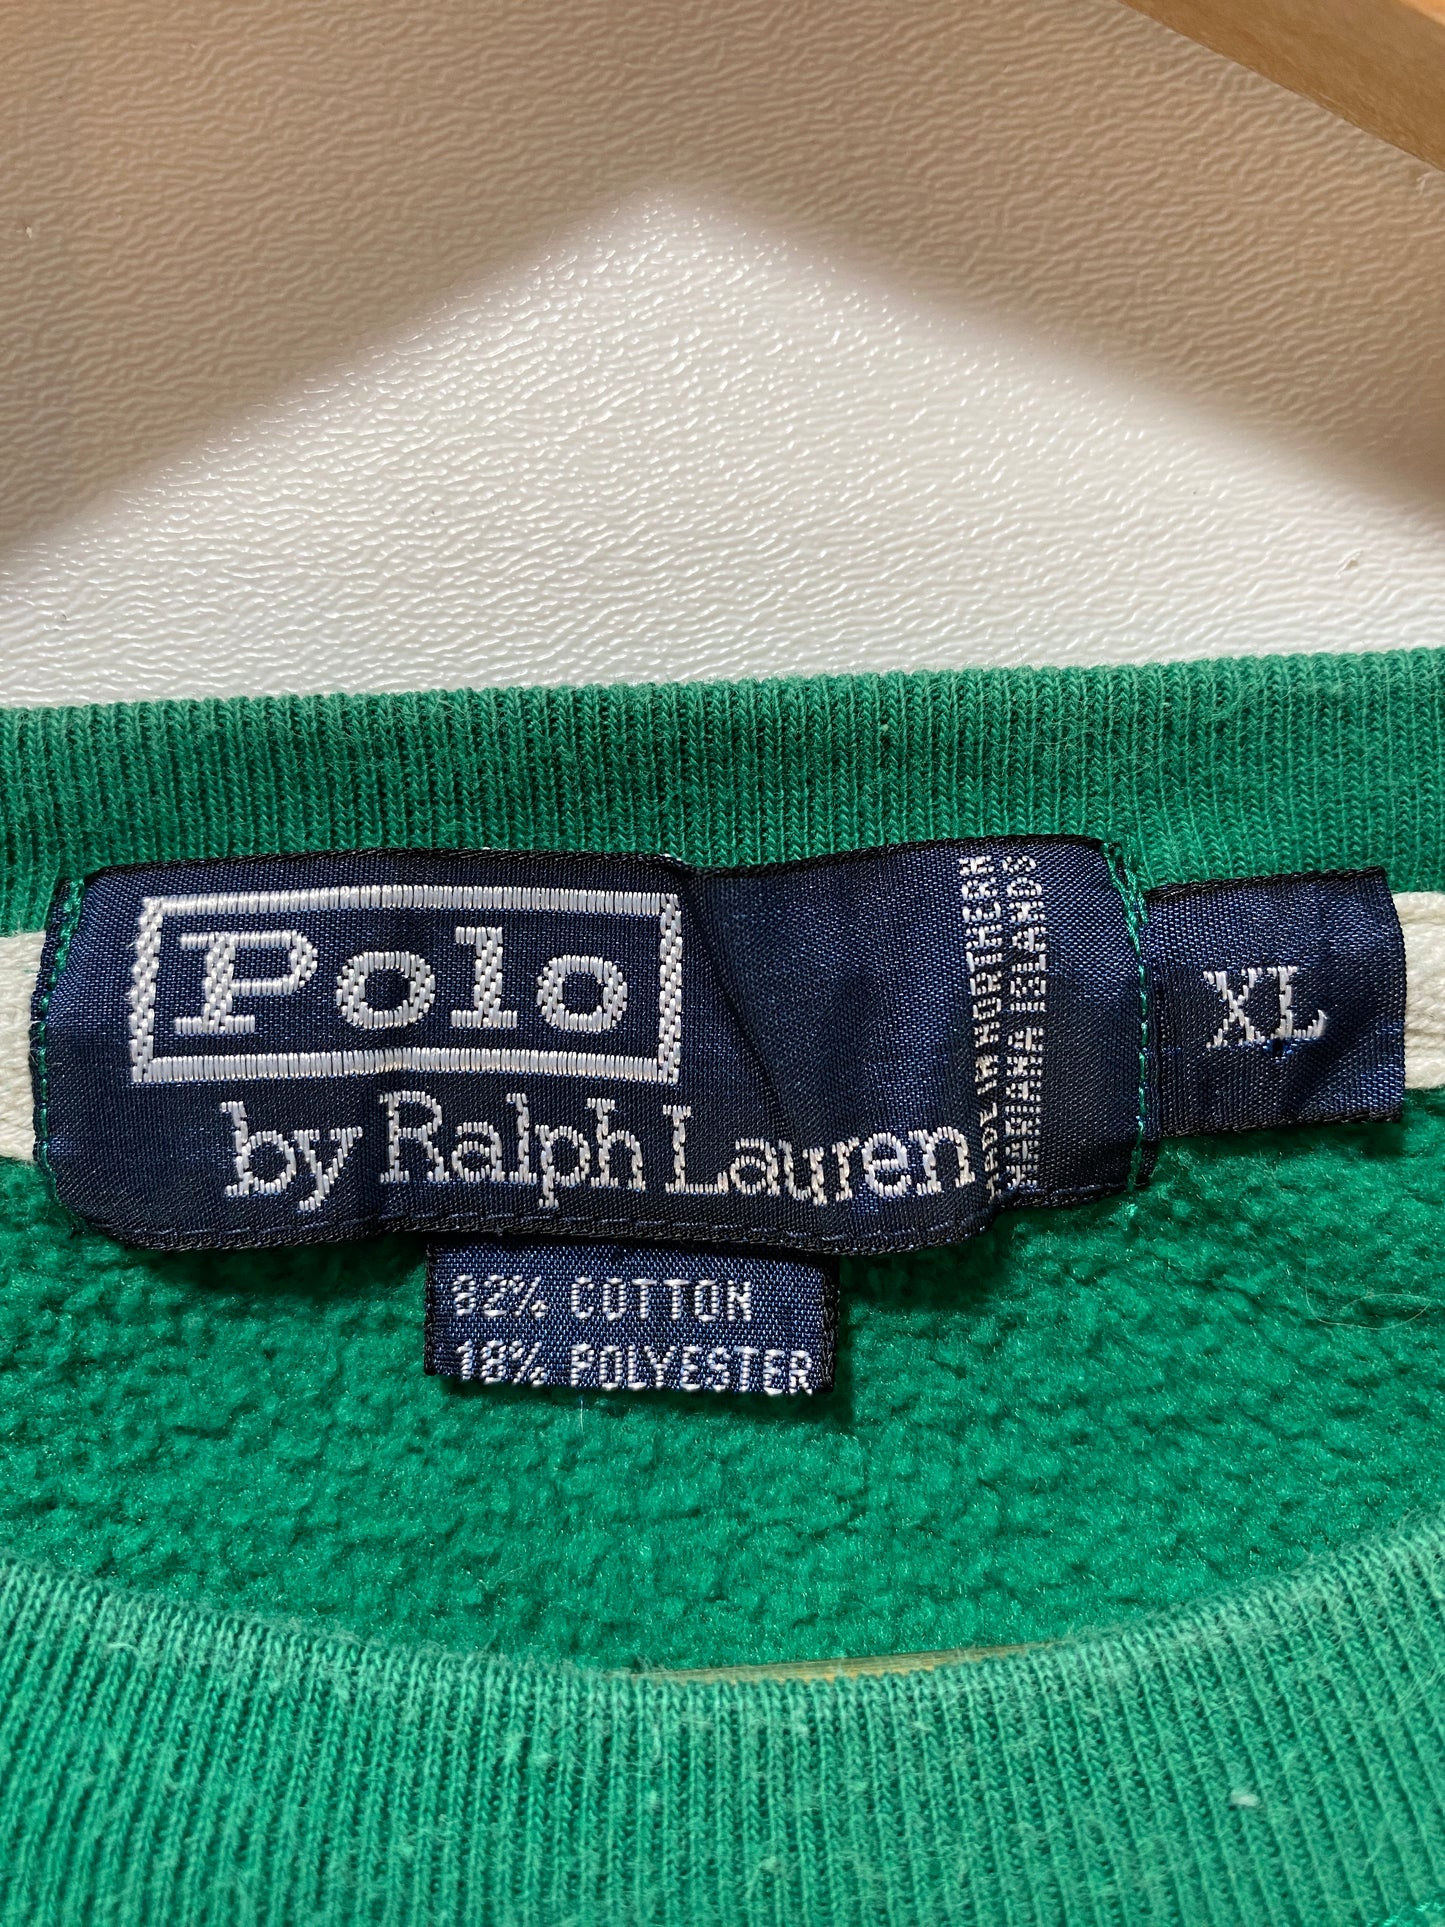 Polo
by Ralph Lauren
MADE IN NORTHERN
MARIANA ISLANDS
XL
82% COTTON
18% POLYESTER